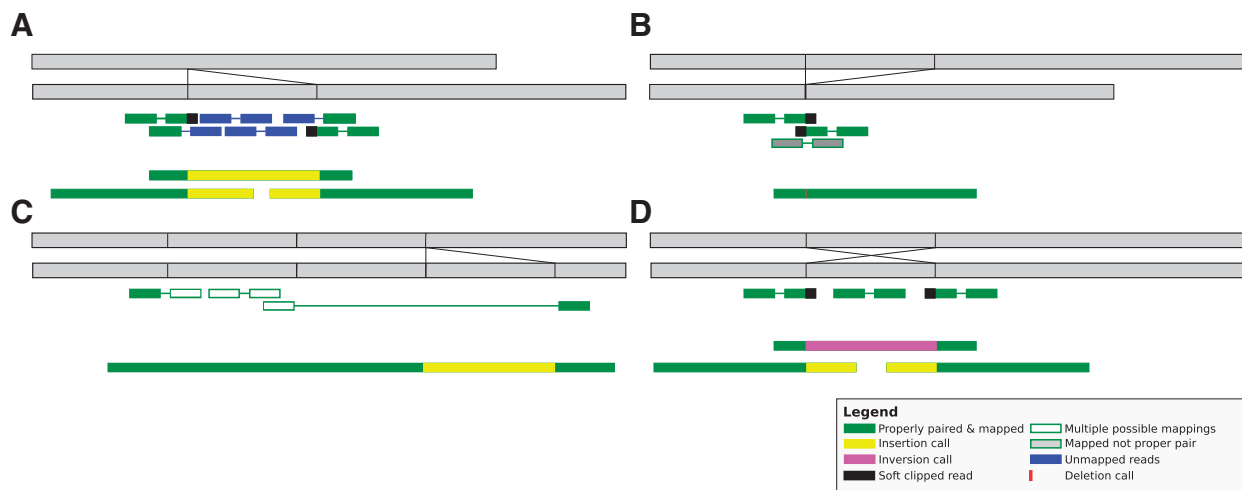 A
B
C
D
Legend
Properly paired & mapped
Multiple possible mappings
Insertion call
Mapped not proper pair
Inversion call
Unmapped reads
Soft clipped read
Deletion call